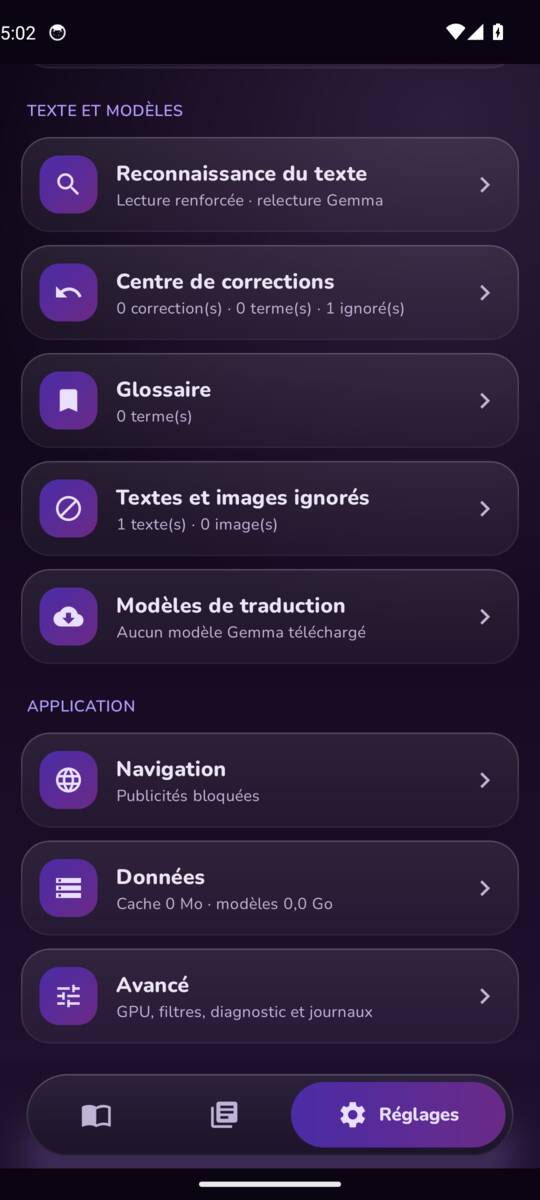 5:02
TEXTE ET MODÈLES
Reconnaissance du texte
Lecture renforcée · relecture Gemma
Centre de corrections
0 correction(s) · 0 terme(s) · 1 ignoré(s)
Glossaire
0 terme(s)
Textes et images ignorés
1 texte(s) · 0 image(s)
Modèles de traduction
Aucun modèle Gemma téléchargé
APPLICATION
Navigation
Publicités bloquées
Données
Cache 0 Mo · modèles 0,0 Go
Avancé
GPU, filtres, diagnostic et journaux
Réglages